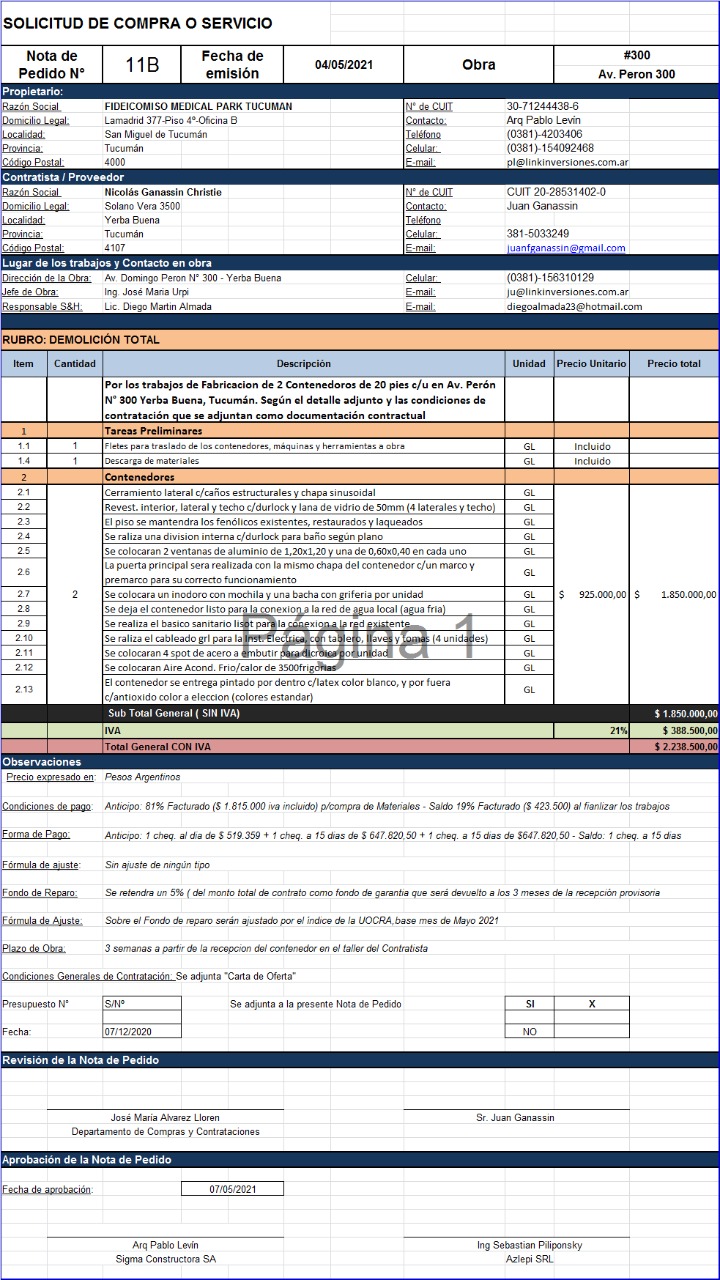 SOLICITUD DE COMPRA O SERVICIO
Nota de Pedido N° 11B Fecha de emisión 04/05/2021 Obra #300
Av. Peron 300
Propietario:
Razón Social FIDEICOMISO MEDICAL PARK TUCUMAN N° de CUIT 30-71244438-6
Domicilio Legal: Lamadrid 377-Piso 4º-Oficina B Contacto: Arq Pablo Levín
Localidad: San Miguel de Tucumán Teléfono (0381)-4203406
Provincia: Tucumán Celular: (0381)-154092468
Código Postal: 4000 E-mail: pl@linkinversiones.com.ar
Contratista / Proveedor
Razón Social Nicolás Ganassin Christie N° de CUIT CUIT 20-28531402-0
Domicilio Legal: Solano Vera 3500 Contacto: Juan Ganassin
Localidad: Yerba Buena Teléfono
Provincia: Tucumán Celular: 381-5033249
Código Postal: 4107 E-mail: juanfganassin@gmail.com
Lugar de los trabajos y Contacto en obra
Dirección de la Obra: Av. Domingo Peron N° 300 - Yerba Buena Celular: (0381)-156310129
Jefe de Obra: Ing. José Maria Urpi E-mail: ju@linkinversiones.com.ar
Responsable S&H: Lic. Diego Martin Almada E-mail: diegoalmada23@hotmail.com
RUBRO: DEMOLICIÓN TOTAL
Item Cantidad Descripción Unidad Precio Unitario Precio total
Por los trabajos de Fabricacion de 2 Contenedoros de 20 pies c/u en Av. Perón
N° 300 Yerba Buena, Tucumán. Según el detalle adjunto y las condiciones de
contratación que se adjuntan como documentación contractual
1 Tareas Preliminares
1.1 1 Fletes para traslado de los contenedores, máquinas y herramientas a obra GL Incluido
1.4 1 Descarga de materiales GL Incluido
2 Contenedores
2.1 Cerramiento lateral c/caños estructurales y chapa sinusoidal GL
2.2 Revest. interior, lateral y techo c/durlock y lana de vidrio de 50mm (4 laterales y techo) GL
2.3 El piso se mantendra los fenólicos existentes, restaurados y laqueados GL
2.4 Se raliza una division interna c/durlock para baño según plano GL
2.5 Se colocaran 2 ventanas de aluminio de 1,20x1,20 y una de 0,60x0,40 en cada uno GL
2.6 La puerta principal sera realizada con la mismo chapa del contenedor c/un marco y
premarco para su correcto funcionamiento GL
2.7 2 Se colocara un inodoro con mochila y una bacha con griferia por unidad GL $ 925.000,00 $ 1.850.000,00
2.8 Se deja el contenedor listo para la conexion a la red de agua local (agua fria) GL
2.9 Se realiza el basico sanitario lisot para la conexion a la red existente GL
2.10 Se raliza el cableado grl para la Inst. Electrica, con tablero, llaves y tomas (4 unidades) GL
2.11 Se colocaran 4 spot de acero a embutir para dicroica por unidad GL
2.12 Se colocaran Aire Acond. Frio/calor de 3500frigorias GL
2.13 El contenedor se entrega pintado por dentro c/latex color blanco, y por fuera
c/antioxido color a eleccion (colores estandar) GL
Página 1
Sub Total General ( SIN IVA) $ 1.850.000,00
IVA 21% $ 388.500,00
Total General CON IVA $ 2.238.500,00
Observaciones
Precio expresado en: Pesos Argentinos
Condiciones de pago: Anticipo: 81% Facturado ($ 1.815.000 iva incluido) p/compra de Materiales - Saldo 19% Facturado ($ 423.500) al fianlizar los trabajos
Forma de Pago: Anticipo: 1 cheq. al dia de $ 519.359 + 1 cheq. a 15 dias de $ 647.820,50 + 1 cheq. a 15 dias de $647.820,50 - Saldo: 1 cheq. a 15 dias
Fórmula de ajuste: Sin ajuste de ningún tipo
Fondo de Reparo: Se retendra un 5% ( del monto total de contrato como fondo de garantia que será devuelto a los 3 meses de la recepción provisoria
Fórmula de Ajuste: Sobre el Fondo de reparo serán ajustado por el índice de la UOCRA,base mes de Mayo 2021
Plazo de Obra: 3 semanas a partir de la recepcion del contenedor en el taller del Contratista
Condiciones Generales de Contratación: Se adjunta "Carta de Oferta"
Presupuesto N° S/Nº Se adjunta a la presente Nota de Pedido SI X
Fecha: 07/12/2020 NO
Revisión de la Nota de Pedido
José María Alvarez Lloren Sr. Juan Ganassin
Departamento de Compras y Contrataciones
Aprobación de la Nota de Pedido
Fecha de aprobación: 07/05/2021
Arq Pablo Levín Ing Sebastian Piliponsky
Sigma Constructora SA Azlepi SRL